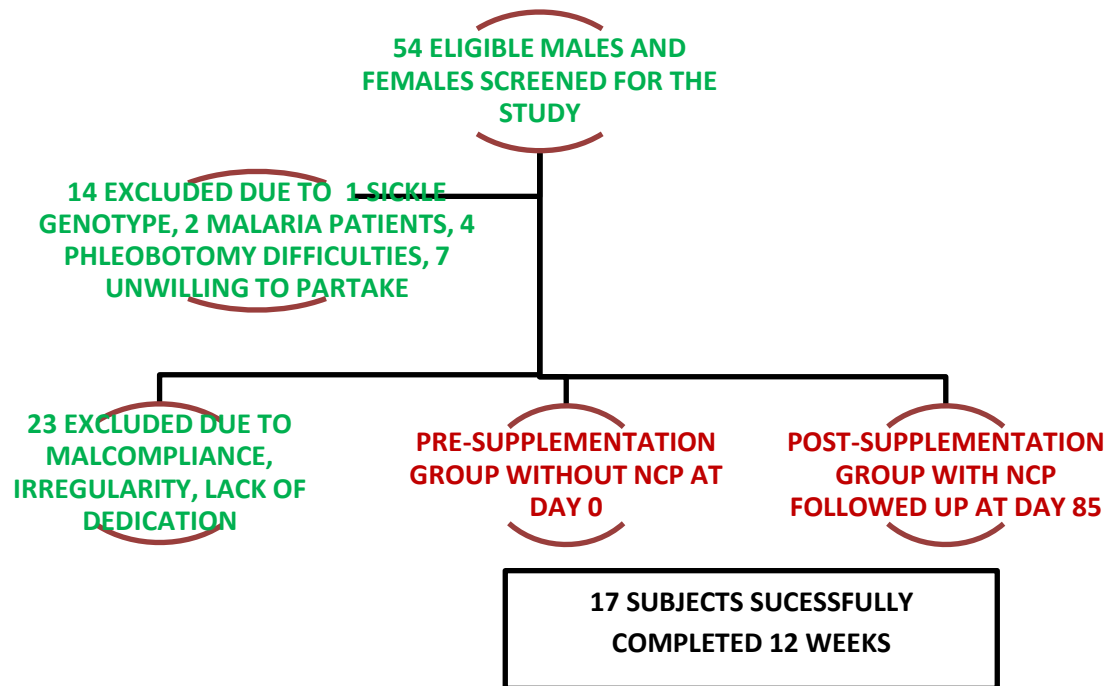 54 ELIGIBLE MALES AND
FEMALES SCREENED FOR THE
STUDY
14 EXCLUDED DUE TO 1 SICKLE
GENOTYPE, 2 MALARIA PATIENTS, 4
PHLEOBOTOMY DIFFICULTIES, 7
UNWILLING TO PARTAKE
23 EXCLUDED DUE TO
MALCOMPLIANCE,
IRREGULARITY, LACK OF
DEDICATION
PRE-SUPPLEMENTATION
GROUP WITHOUT NCP AT
DAY 0
POST-SUPPLEMENTATION
GROUP WITH NCP
FOLLOWED UP AT DAY 85
17 SUBJECTS SUCESSFULLY
COMPLETED 12 WEEKS